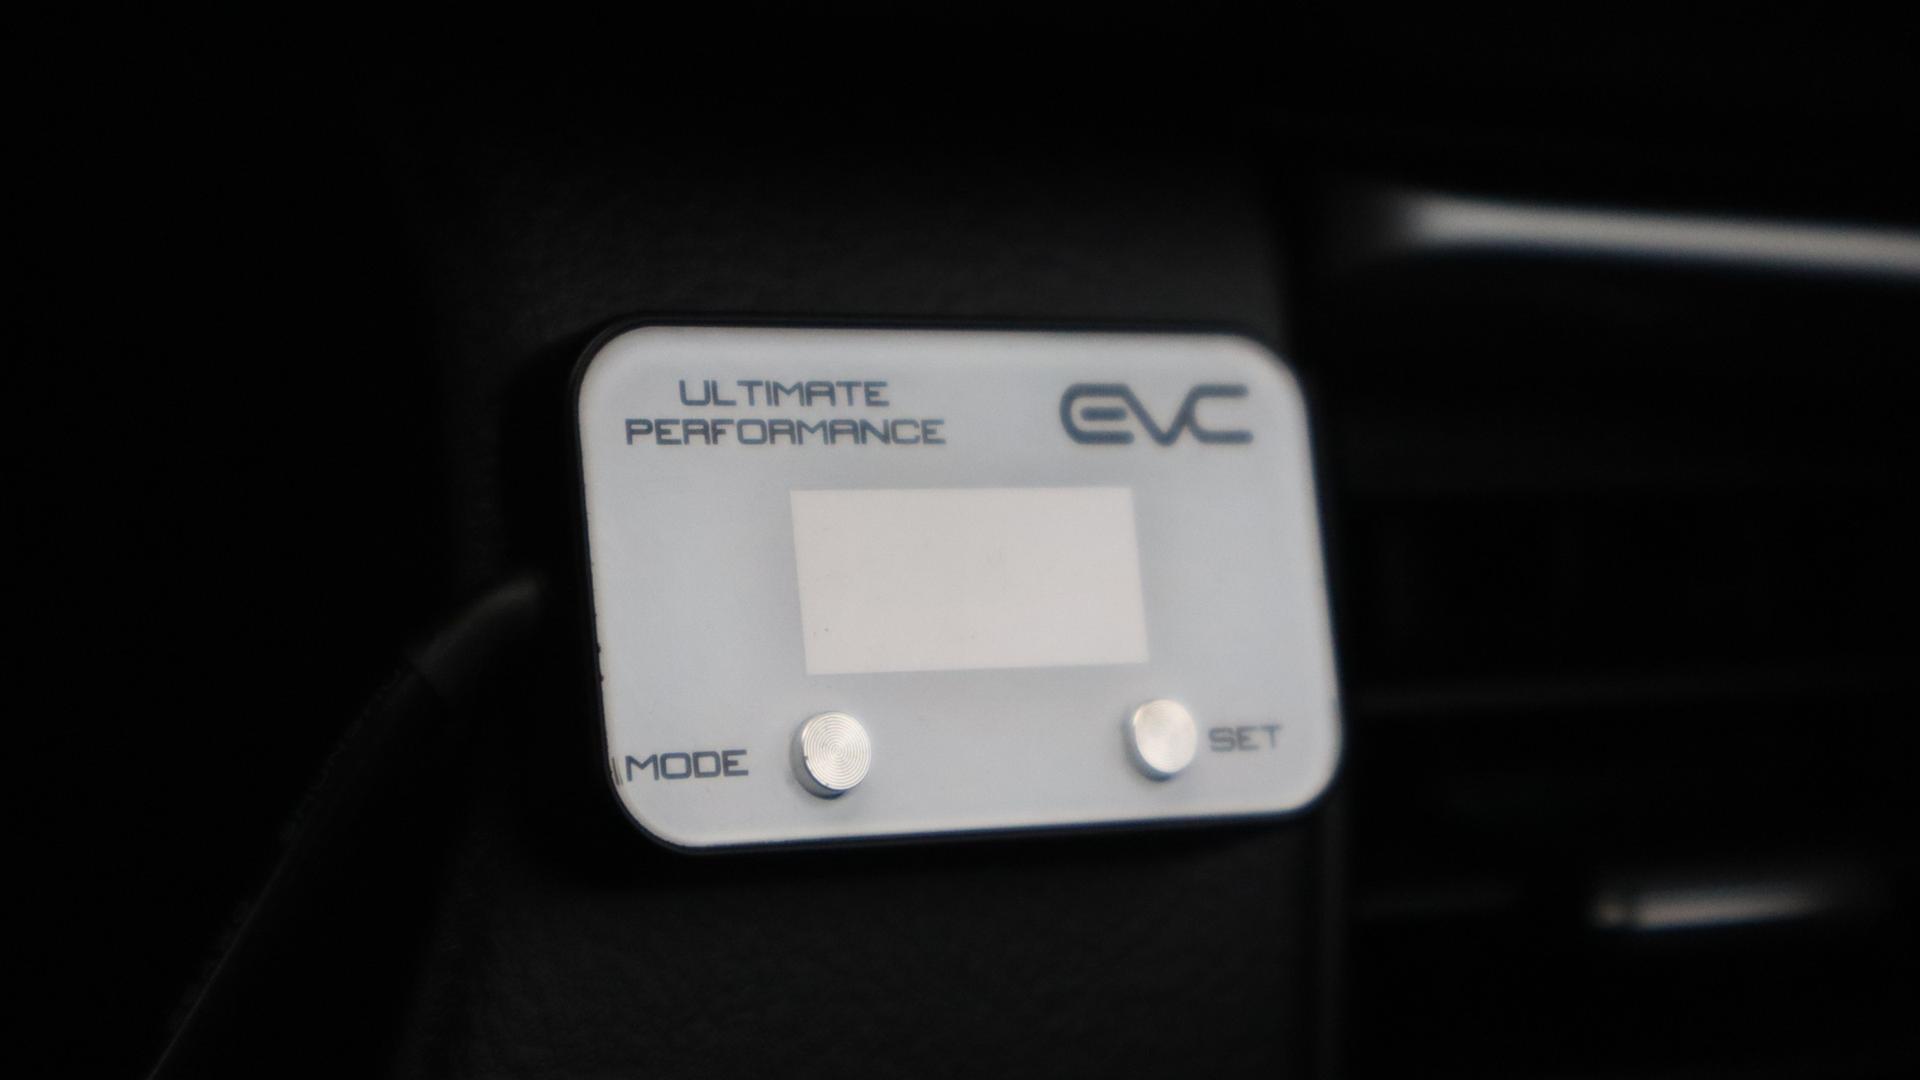 ULTIMATE
PERFORMANCE
EVC
MODE
SET